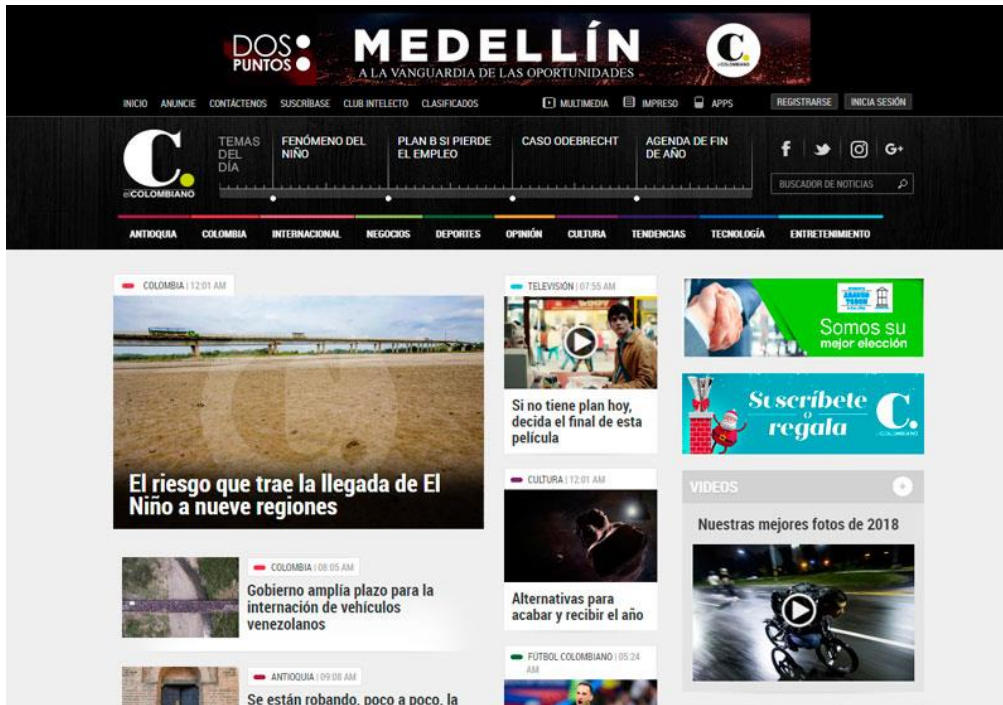 DOS
PUNTOS
MEDELLÍN
A LA VANGUARDIA DE LAS OPORTUNIDADES
C.
INICIO ANUNCIE CONTÁCTENOS SUSCRÍBASE CLUB INTELECTO CLASIFICADOS MULTIMEDIA IMPRESO APPS REGISTRARSE INICIA SESIÓN
C.
elCOLOMBIANO
TEMAS
DEL
DÍA
FENÓMENO DEL
NIÑO
PLAN B SI PIERDE
EL EMPLEO
CASO ODEBRECHT
AGENDA DE FIN
DE AÑO
BUSCADOR DE NOTICIAS
ANTIOQUIA COLOMBIA INTERNACIONAL NEGOCIOS DEPORTES OPINIÓN CULTURA TENDENCIAS TECNOLOGÍA ENTRETENIMIENTO
COLOMBIA | 12:01 AM
El riesgo que trae la llegada de El
Niño a nueve regiones
COLOMBIA | 08:05 AM
Gobierno amplía plazo para la
internación de vehículos
venezolanos
ANTIOQUIA | 09:08 AM
Se están robando, poco a poco, la
TELEVISIÓN | 07:55 AM
Si no tiene plan hoy,
decida el final de esta
película
CULTURA | 12:01 AM
Alternativas para
acabar y recibir el año
FÚTBOL COLOMBIANO | 05:24
AM
Somos su
mejor elección
Suscríbete
o
regala
C.
VIDEOS
Nuestras mejores fotos de 2018